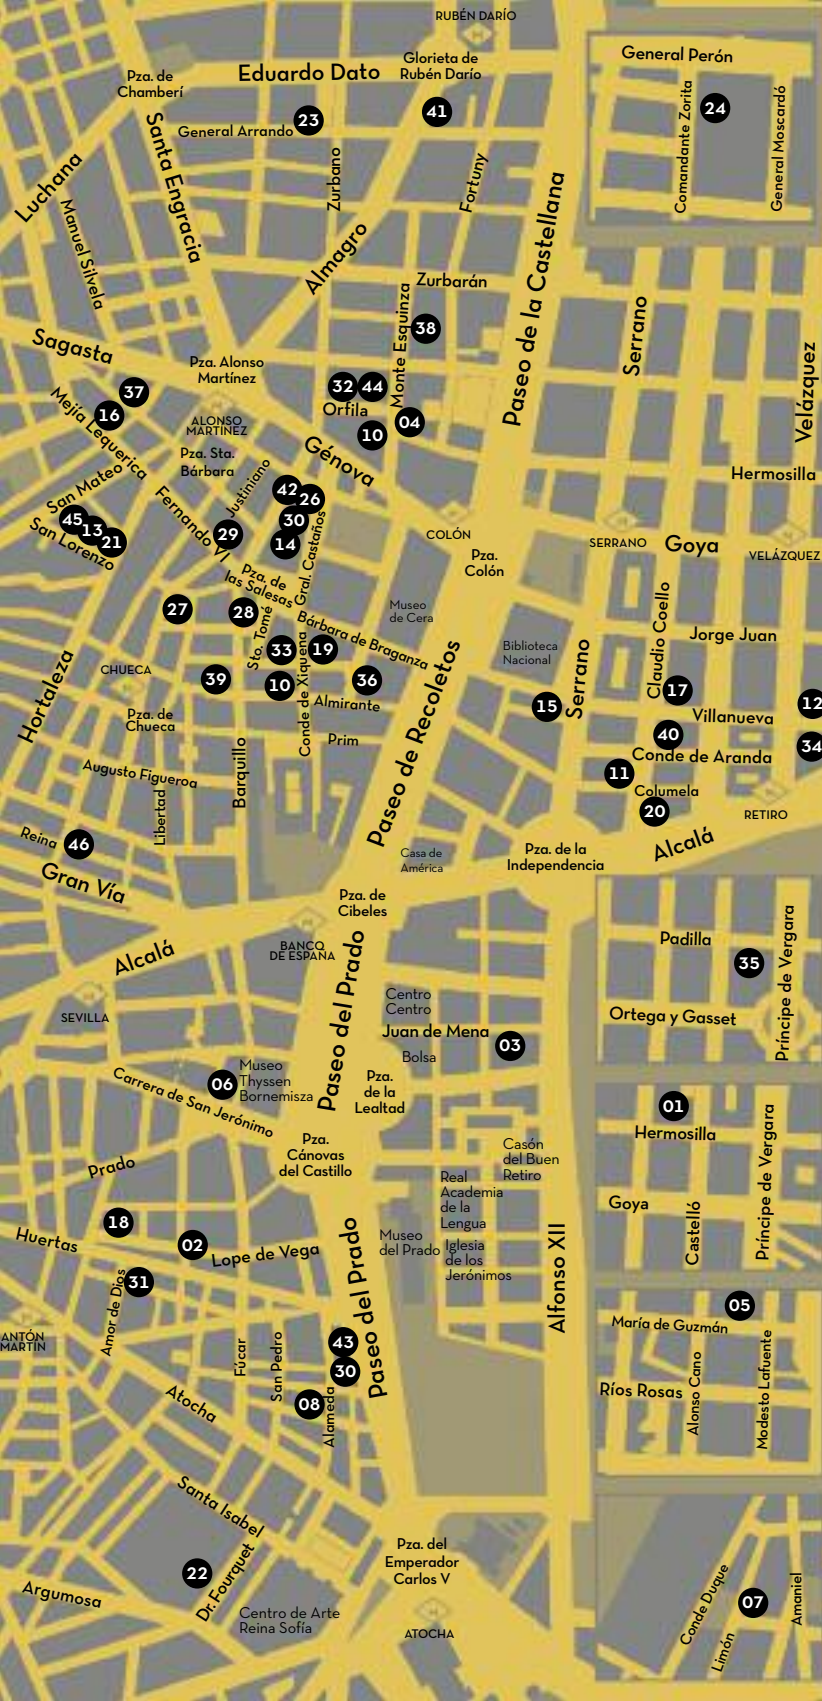 RUBÉN DARÍO
General Perón
Glorieta de
Rubén Darío
Eduardo Dato
Pza. de
Chamberí
24
41
23
General Arrando
Santa Engracia
Comandante Zorita
General Moscardó
Luchana
Zurbano
Fortuny
Manuel Silvela
Paseo de la Castellana
Almagro
Zurbarán
Monte Esquinza
38
Serrano
Sagasta
Velázquez
Pza. Alonso
Martínez
37
32
44
16
Mejía Lequerica
Orfila
04
ALONSO
MARTÍNEZ
10
Génova
Pza. Sta.
Bárbara
Hermosilla
San Mateo
Justiniano
42
26
Fernando VI
45
13
21
San Lorenzo
30
29
14
Gral. Castaños
COLÓN
SERRANO
Goya
VELÁZQUEZ
Pza.
Colón
Pza. de
las Salesas
27
28
Museo
de Cera
Sto. Tomé
Bárbara de Braganza
Claudio Coello
Jorge Juan
33
19
Biblioteca
Nacional
Hortaleza
CHUECA
39
10
36
Conde de Xiquena
Almirante
Serrano
17
15
12
Villanueva
Pza. de
Chueca
Paseo de Recoletos
Prim
40
34
Conde de Aranda
Augusto Figueroa
Barquillo
11
Columela
Libertad
20
RETIRO
Reina
46
Casa de
América
Pza. de la
Independencia
Alcalá
Gran Vía
Pza. de
Cibeles
Alcalá
BANCO
DE ESPAÑA
Padilla
35
Príncipe de Vergara
Paseo del Prado
SEVILLA
Centro
Centro
Ortega y Gasset
Juan de Mena
03
Bolsa
06
Museo
Thyssen
Bornemisza
Carrera de San Jerónimo
Pza.
de la
Lealtad
01
Hermosilla
Príncipe de Vergara
Pza.
Cánovas
del Castillo
Casón
del Buen
Retiro
Prado
Real
Academia
de la
Lengua
Goya
Castelló
18
Huertas
02
Lope de Vega
Museo
del Prado
Iglesia
de los
Jerónimos
Paseo del Prado
Alfonso XII
31
Amor de Dios
05
María de Guzmán
ANTÓN
MARTÍN
43
30
Fúcar
San Pedro
Alonso Cano
Modesto Lafuente
Ríos Rosas
08
Alameda
Atocha
Santa Isabel
Pza. del
Emperador
Carlos V
22
Dr. Fourquet
Argumosa
Centro de Arte
Reina Sofía
ATOCHA
Conde Duque
07
Limón
Amaniel